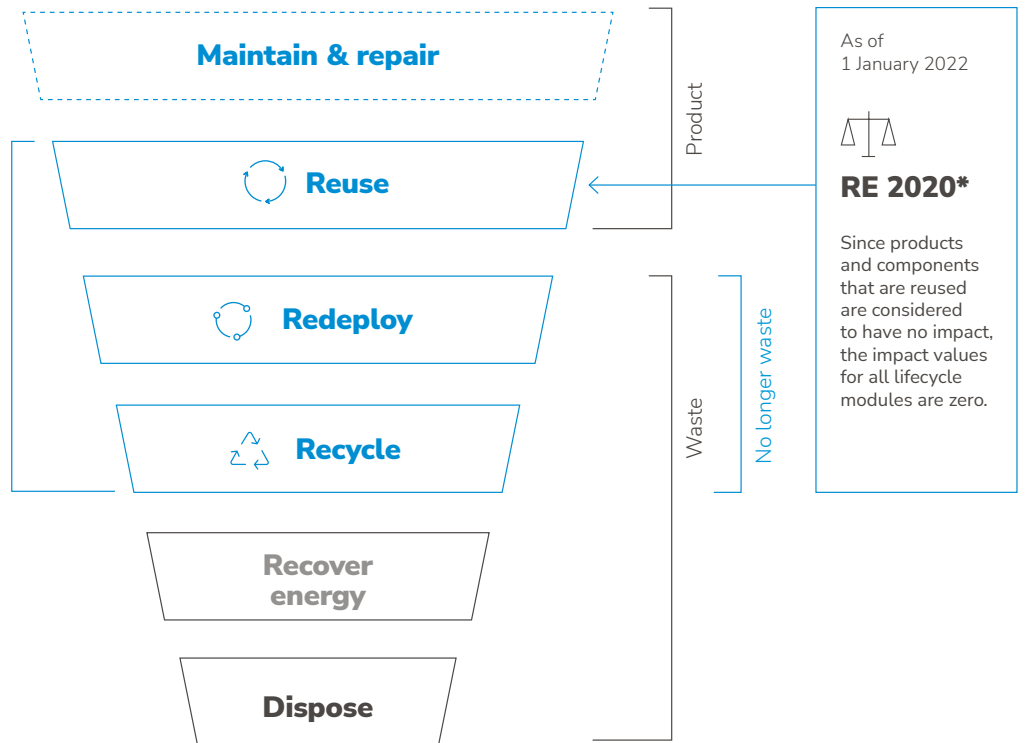 Maintain & repair
Reuse
Redeploy
Recycle
Recover
energy
Dispose
Product
Waste
No longer waste
As of
1 January 2022
RE 2020*
Since products
and components
that are reused
are considered
to have no impact,
the impact values
for all lifecycle
modules are zero.